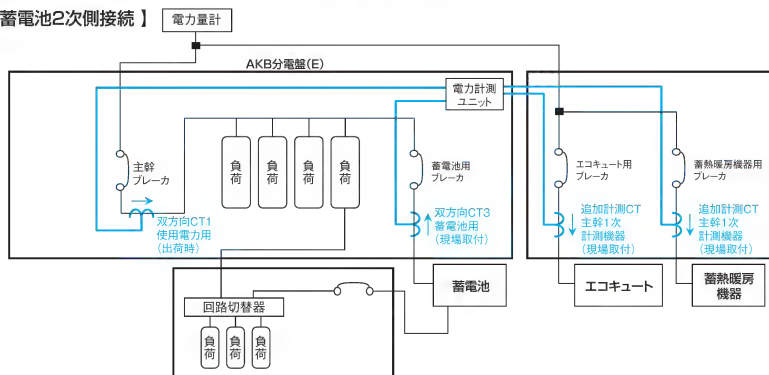 蓄電池2次側接続 】
電力量計
AKB分電盤(E)
電力計測
ユニット
主幹
ブレーカ
負荷
負荷
負荷
負荷
蓄電池用
ブレーカ
エコキュート用
ブレーカ
蓄熱暖房機器用
ブレーカ
双方向CT1
使用電力用
(出荷時)
双方向CT3
蓄電池用
(現場取付)
追加計測CT
主幹1次
計測機器
(現場取付)
追加計測CT
主幹1次
計測機器
(現場取付)
蓄電池
エコキュート
蓄熱暖房
機器
回路切替器
負荷
負荷
負荷